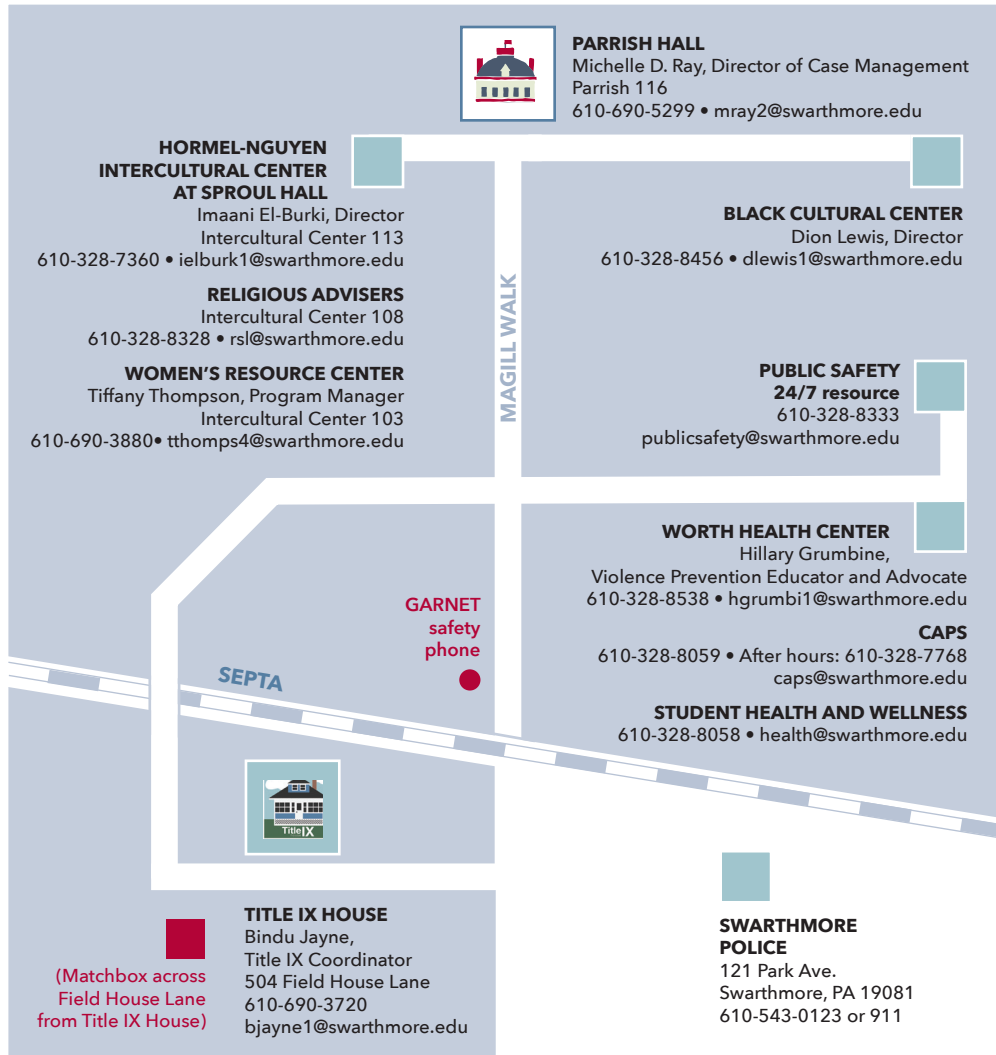 PARRISH HALL
Michelle D. Ray, Director of Case Management
Parrish 116
610-690-5299 • mray2@swarthmore.edu
HORMEL-NGUYEN
INTERCULTURAL CENTER
AT SPROUL HALL
Imaani El-Burki, Director
Intercultural Center 113
610-328-7360 • ielburk1@swarthmore.edu
RELIGIOUS ADVISERS
Intercultural Center 108
610-328-8328 • rsl@swarthmore.edu
WOMEN'S RESOURCE CENTER
Tiffany Thompson, Program Manager
Intercultural Center 103
610-690-3880• tthomps4@swarthmore.edu
MAGILL WALK
BLACK CULTURAL CENTER
Dion Lewis, Director
610-328-8456 • dlewis1@swarthmore.edu
PUBLIC SAFETY
24/7 resource
610-328-8333
publicsafety@swarthmore.edu
WORTH HEALTH CENTER
Hillary Grumbine,
Violence Prevention Educator and Advocate
610-328-8538 • hgrumbi1@swarthmore.edu
CAPS
610-328-8059 • After hours: 610-328-7768
caps@swarthmore.edu
STUDENT HEALTH AND WELLNESS
610-328-8058 • health@swarthmore.edu
GARNET
safety
phone
SEPTA
Title IX
TITLE IX HOUSE
Bindu Jayne,
Title IX Coordinator
504 Field House Lane
610-690-3720
bjayne1@swarthmore.edu
(Matchbox across
Field House Lane
from Title IX House)
SWARTHMORE
POLICE
121 Park Ave.
Swarthmore, PA 19081
610-543-0123 or 911